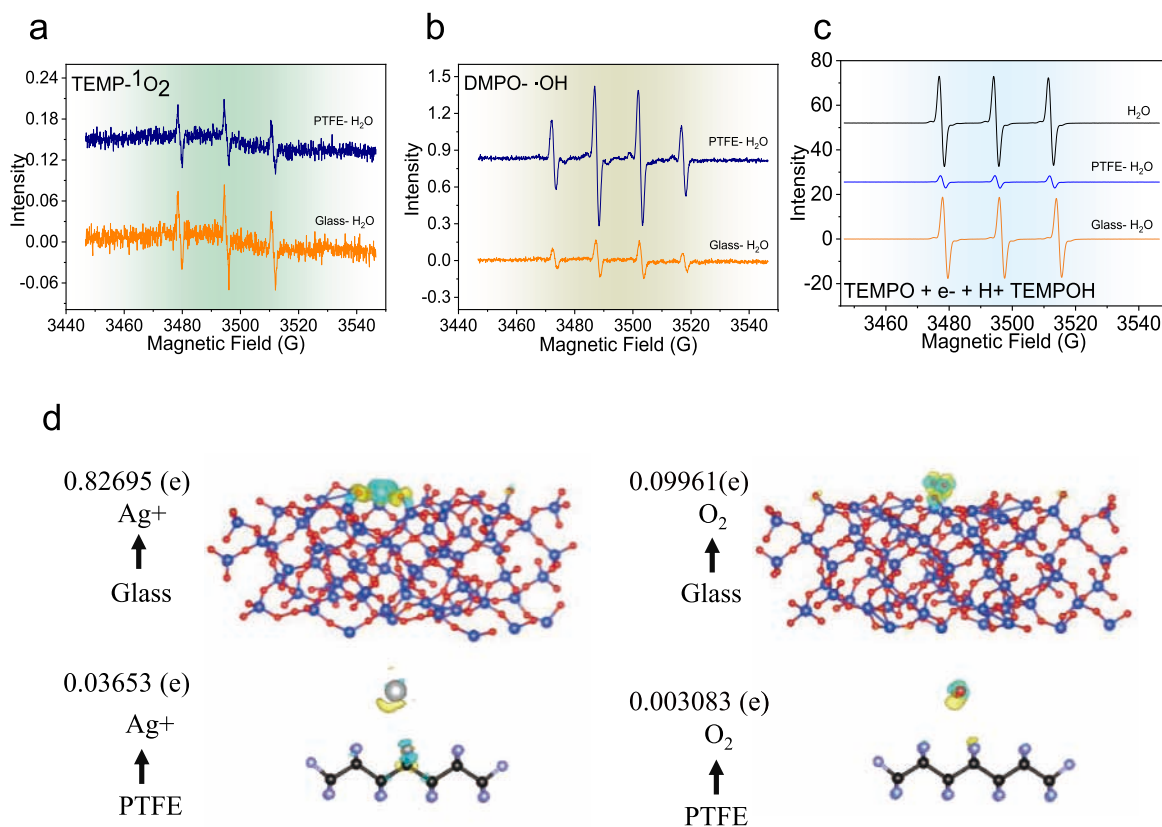 a
TEMP-¹O₂
PTFE- H₂O
Glass- H₂O
0.24
0.12
0.00
-0.06
Intensity
3440 3460 3480 3500 3520 3540
Magnetic Field (G)
b
DMPO- ·OH
PTFE- H₂O
Glass- H₂O
1.5
1.2
0.9
0.6
0.3
0.0
-0.3
Intensity
3440 3460 3480 3500 3520 3540
Magnetic Field (G)
c
H₂O
PTFE- H₂O
Glass- H₂O
80
60
40
20
0
-20
Intensity
TEMPO + e- + H+ TEMPOH
3460 3480 3500 3520 3540
Magnetic Field (G)
d
0.82695 (e)
Ag+
Glass
0.09961(e)
O₂
Glass
0.03653 (e)
Ag+
PTFE
0.003083 (e)
O₂
PTFE